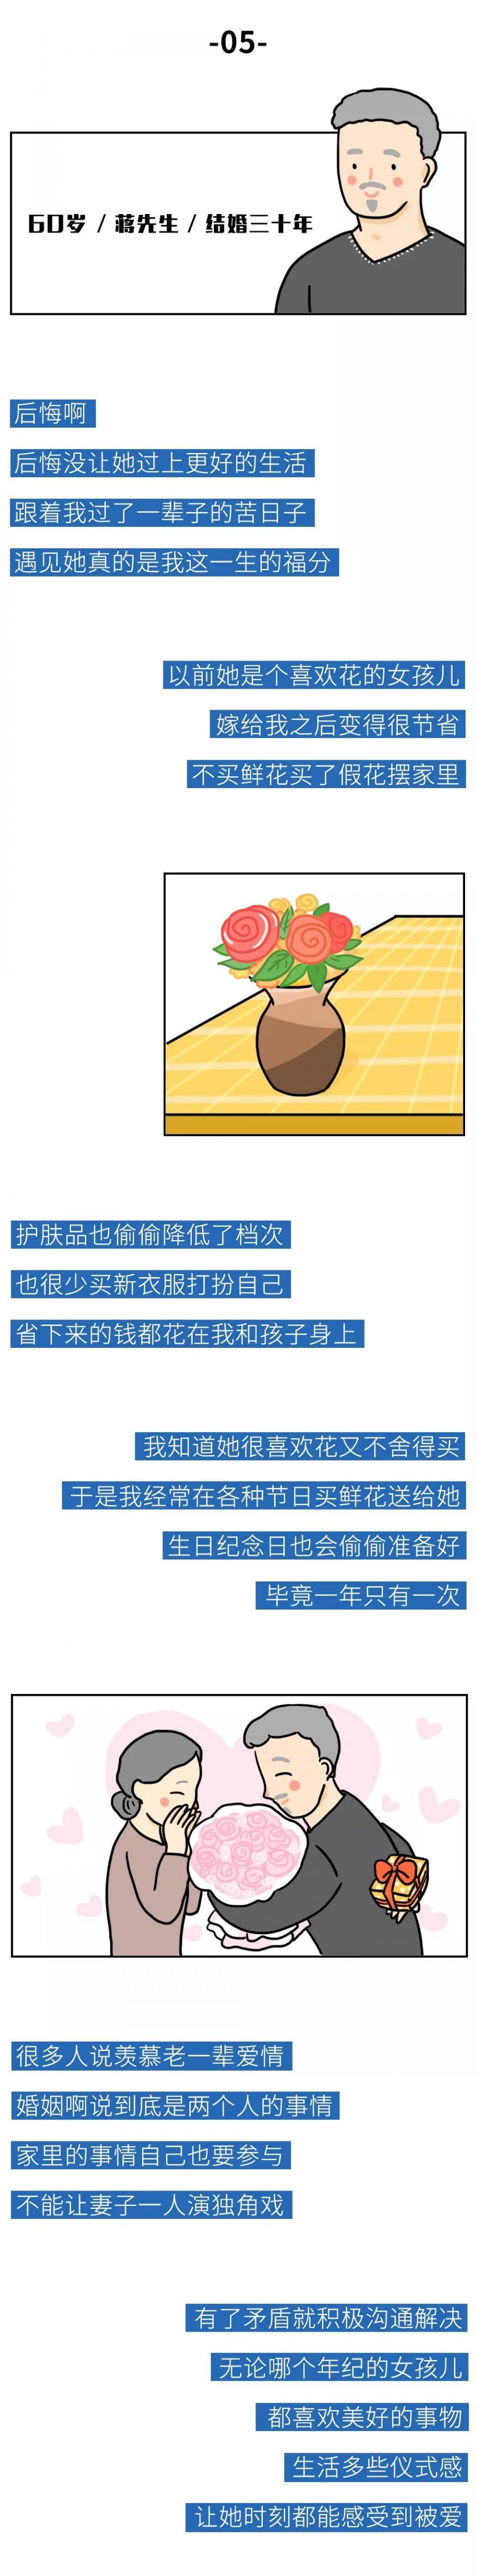 -05-
60岁 / 蒋先生 / 结婚三十年
后悔啊
后悔没让她过上更好的生活
跟着我过了一辈子的苦日子
遇见她真的是我这一生的福分
以前她是个喜欢花的女孩儿
嫁给我之后变得很节省
不买鲜花买了假花摆家里
护肤品也偷偷降低了档次
也很少买新衣服打扮自己
省下来的钱都花在我和孩子身上
我知道她很喜欢花又不舍得买
于是我经常在各种节日买鲜花送给她
生日纪念日也会偷偷准备好
毕竟一年只有一次
很多人说羡慕老一辈爱情
婚姻啊说到底是两个人的事情
家里的事情自己也要参与
不能让妻子一人演独角戏
有了矛盾就积极沟通解决
无论哪个年纪的女孩儿
都喜欢美好的事物
生活多些仪式感
让她时刻都能感受到被爱